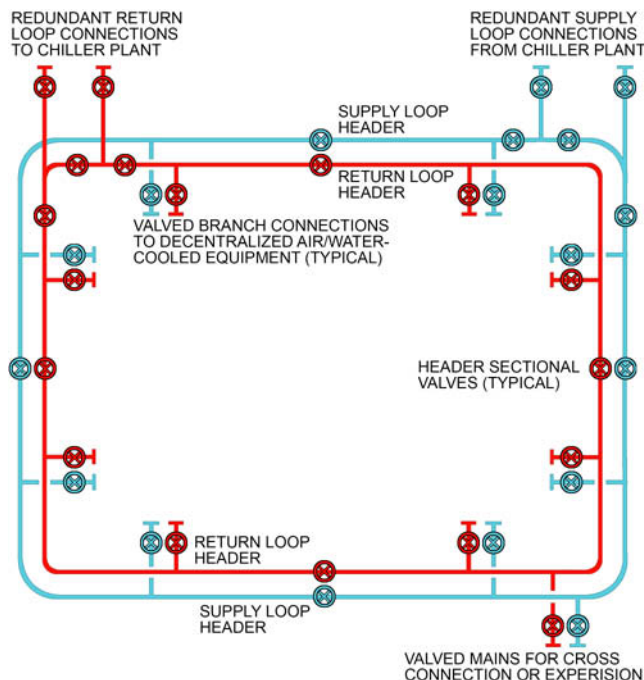 REDUNDANT RETURN
LOOP CONNECTIONS
TO CHILLER PLANT
REDUNDANT SUPPLY
LOOP CONNECTIONS
FROM CHILLER PLANT
SUPPLY LOOP
HEADER
RETURN LOOP
HEADER
VALVED BRANCH CONNECTIONS
TO DECENTRALIZED AIR/WATER-
COOLED EQUIPMENT (TYPICAL)
HEADER SECTIONAL
VALVES (TYPICAL)
RETURN LOOP
HEADER
SUPPLY LOOP
HEADER
VALVED MAINS FOR CROSS
CONNECTION OR EXPERISION